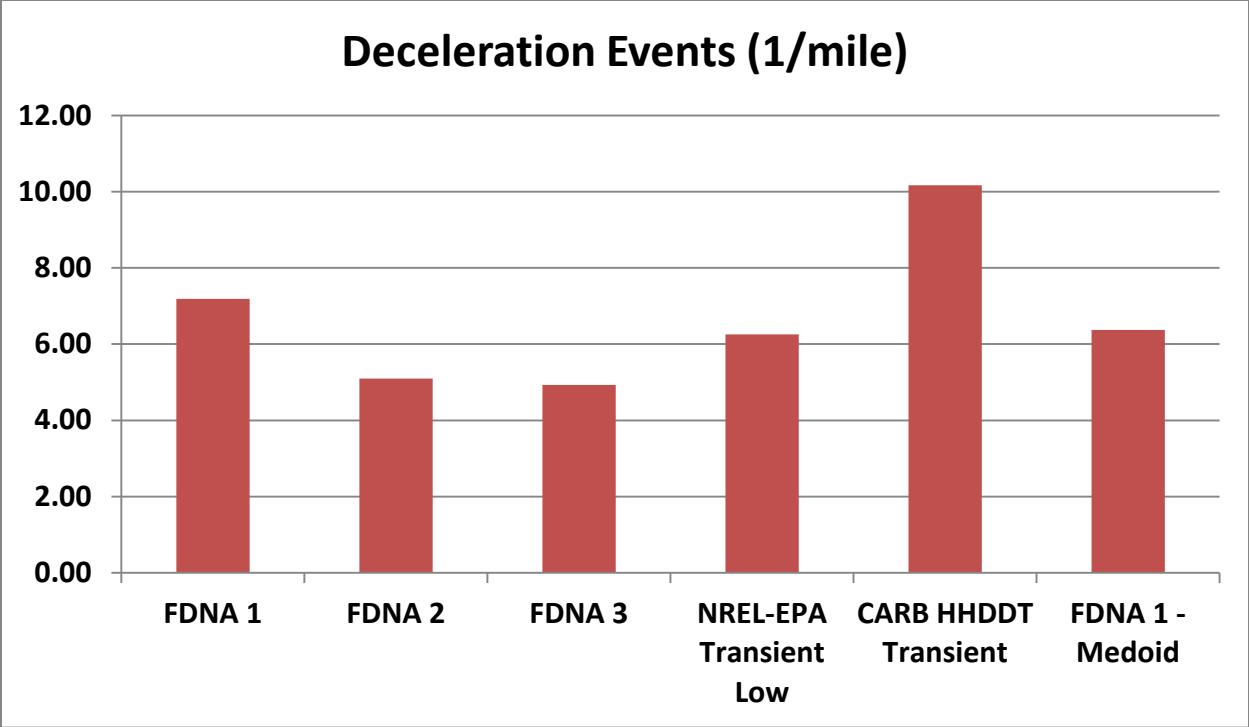 Deceleration Events (1/mile)
12.00
10.00
8.00
6.00
4.00
2.00
0.00
FDNA 1
FDNA 2
FDNA 3
NREL-EPA
Transient
Low
CARB HHDDT
Transient
FDNA 1 -
Medoid